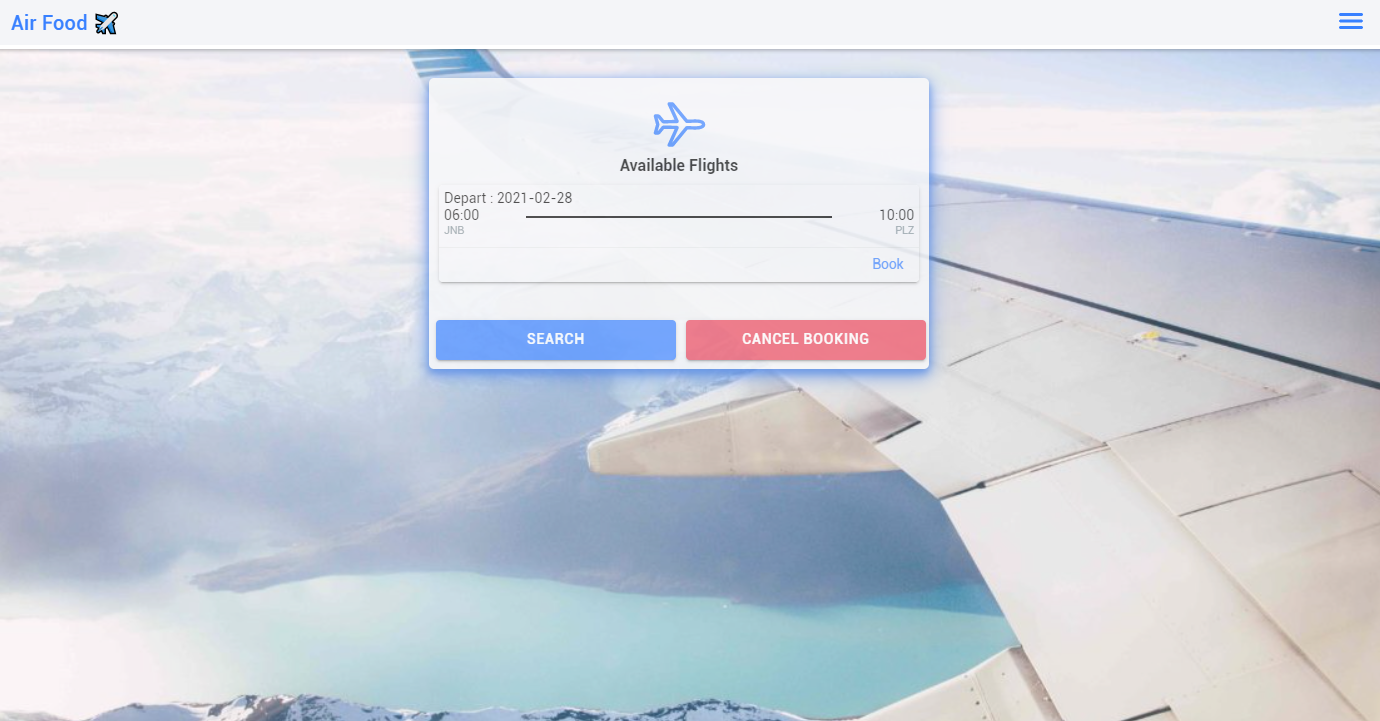 Air Food
Available Flights
Depart : 2021-02-28
06:00 10:00
JNB PLZ
Book
SEARCH CANCEL BOOKING